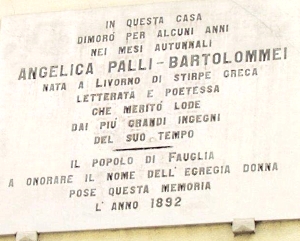 IN QUESTA CASA
DIMORÒ PER ALCUNI ANNI
NEI MESI AUTUNNALI
ANGELICA PALLI-BARTOLOMMEI
NATA A LIVORNO DI STIRPE GRECA
LETTERATA E POETESSA
CHE MERITÒ LODE
DAI PIÙ GRANDI INGEGNI
DEL SUO TEMPO
IL POPOLO DI FAUGLIA
A ONORARE IL NOME DELL'EGREGIA DONNA
POSE QUESTA MEMORIA
L'ANNO 1892